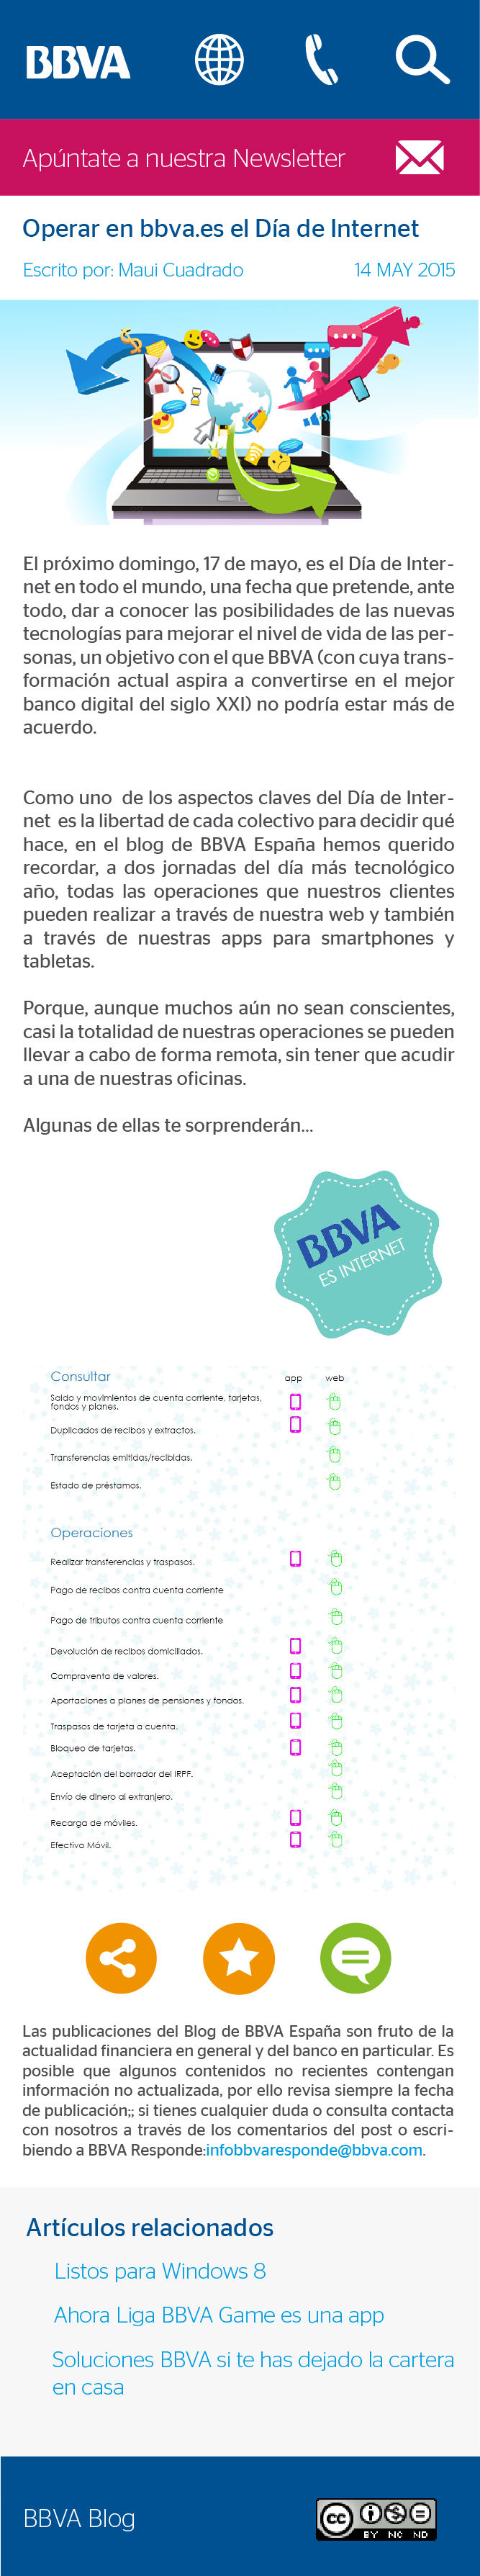 BBVA
Apúntate a nuestra Newsletter
Operar en bbva.es el Día de Internet
Escrito por: Maui Cuadrado 14 MAY 2015
El próximo domingo, 17 de mayo, es el Día de Inter-
net en todo el mundo, una fecha que pretende, ante
todo, dar a conocer las posibilidades de las nuevas
tecnologías para mejorar el nivel de vida de las per-
sonas, un objetivo con el que BBVA (con cuya trans-
formación actual aspira a convertirse en el mejor
banco digital del siglo XXI) no podría estar más de
acuerdo.
Como uno de los aspectos claves del Día de Inter-
net es la libertad de cada colectivo para decidir qué
hace, en el blog de BBVA España hemos querido
recordar, a dos jornadas del día más tecnológico
año, todas las operaciones que nuestros clientes
pueden realizar a través de nuestra web y también
a través de nuestras apps para smartphones y
tabletas.
Porque, aunque muchos aún no sean conscientes,
casi la totalidad de nuestras operaciones se pueden
llevar a cabo de forma remota, sin tener que acudir
a una de nuestras oficinas.
Algunas de ellas te sorprenderán...
BBVA
ES INTERNET
Consultar app web
Saldo y movimientos de cuenta corriente, tarjetas,
fondos y planes.
Duplicados de recibos y extractos.
Transferencias emitidas/recibidas.
Estado de préstamos.
Operaciones
Realizar transferencias y traspasos.
Pago de recibos contra cuenta corriente
Pago de tributos contra cuenta corriente
Devolución de recibos domiciliados.
Compraventa de valores.
Aportaciones a planes de pensiones y fondos.
Traspasos de tarjeta a cuenta.
Bloqueo de tarjetas.
Aceptación del borrador del IRPF.
Envío de dinero al extranjero.
Recarga de móviles.
Efectivo Móvil.
Las publicaciones del Blog de BBVA España son fruto de la
actualidad financiera en general y del banco en particular. Es
posible que algunos contenidos no recientes contengan
información no actualizada, por ello revisa siempre la fecha
de publicación;; si tienes cualquier duda o consulta contacta
con nosotros a través de los comentarios del post o escri-
biendo a BBVA Responde:infobbvaresponde@bbva.com.
Artículos relacionados
Listos para Windows 8
Ahora Liga BBVA Game es una app
Soluciones BBVA si te has dejado la cartera
en casa
BBVA Blog
cc
BY NC ND